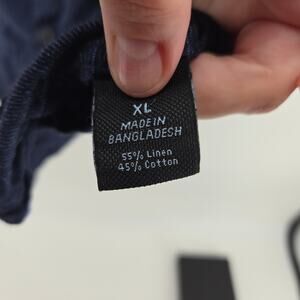 XL
MADE IN
BANGLADESH
55% Linen
45% Cotton